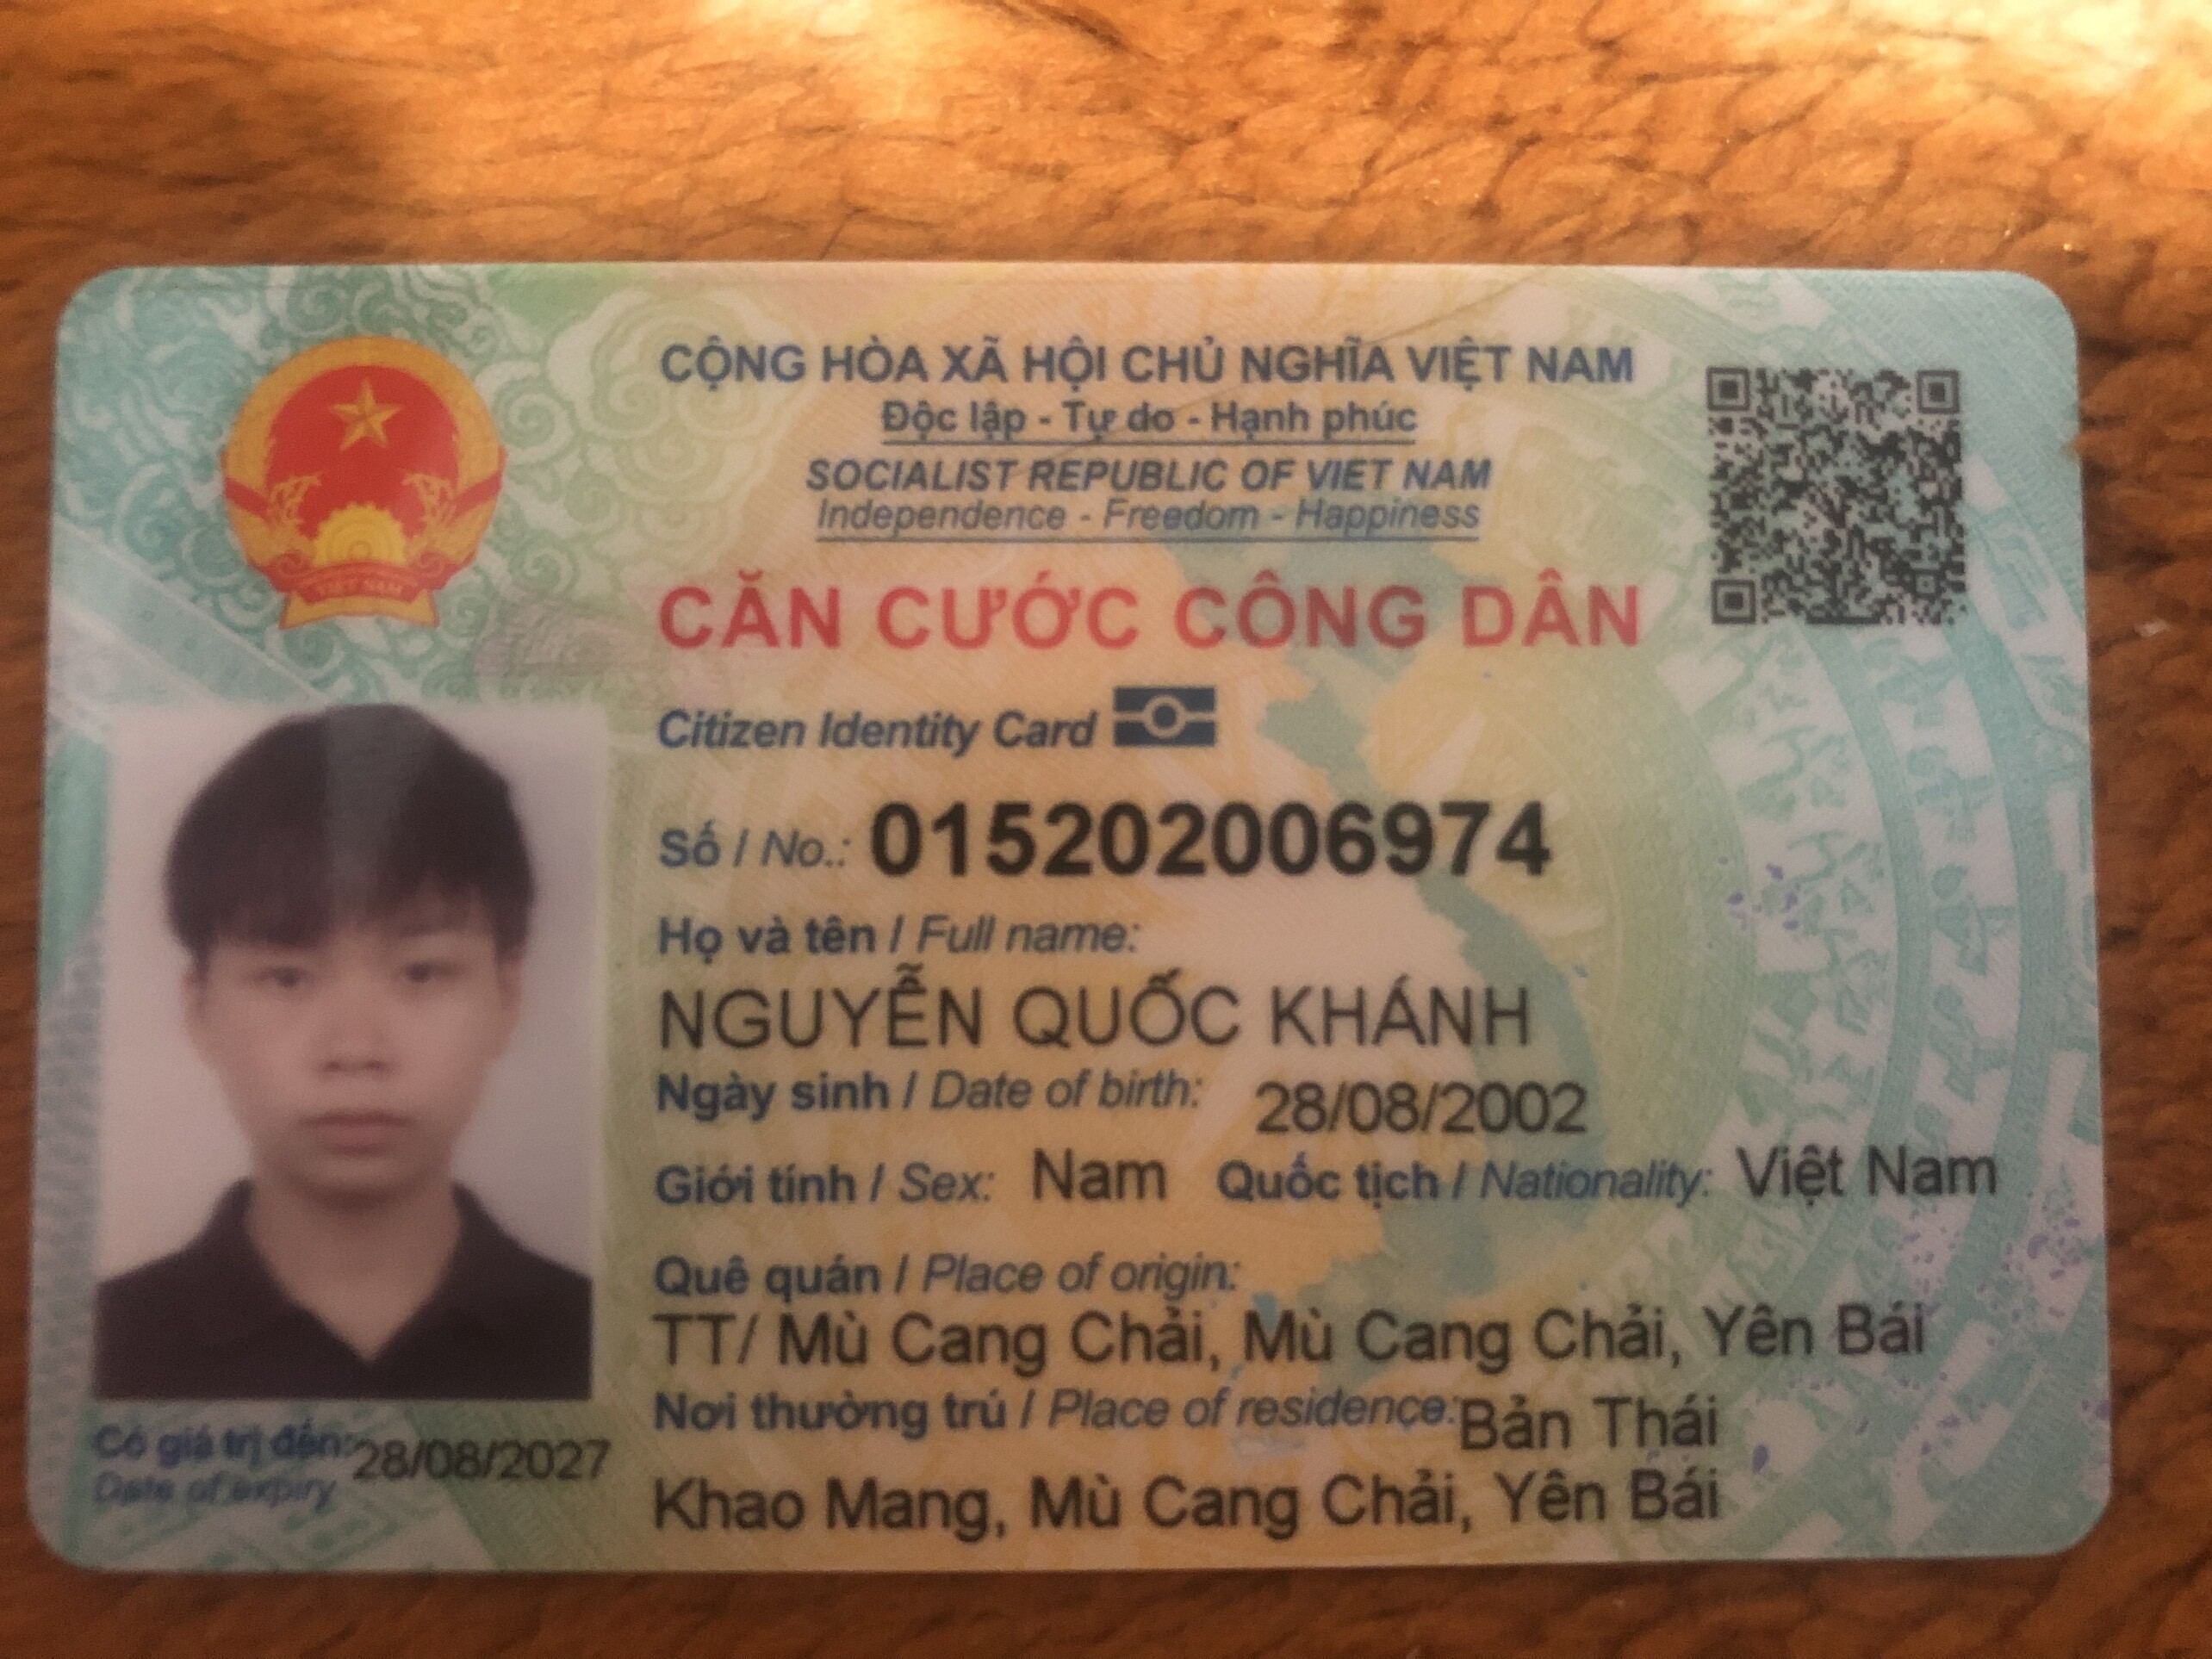 CỘNG HÒA XÃ HỘI CHỦ NGHĨA VIỆT NAM
Độc lập - Tự do - Hạnh phúc
SOCIALIST REPUBLIC OF VIET NAM
Independence - Freedom - Happiness
CĂN CƯỚC CÔNG DÂN
Citizen Identity Card
Số / No.: 015202006974
Họ và tên / Full name:
NGUYỄN QUỐC KHÁNH
Ngày sinh / Date of birth: 28/08/2002
Giới tính / Sex: Nam Quốc tịch / Nationality: Việt Nam
Quê quán / Place of origin:
TT/ Mù Cang Chải, Mù Cang Chải, Yên Bái
Nơi thường trú / Place of residence: Bản Thái
Khao Mang, Mù Cang Chải, Yên Bái
Có giá trị đến: 28/08/2027
Date of expiry
VIỆT NAM